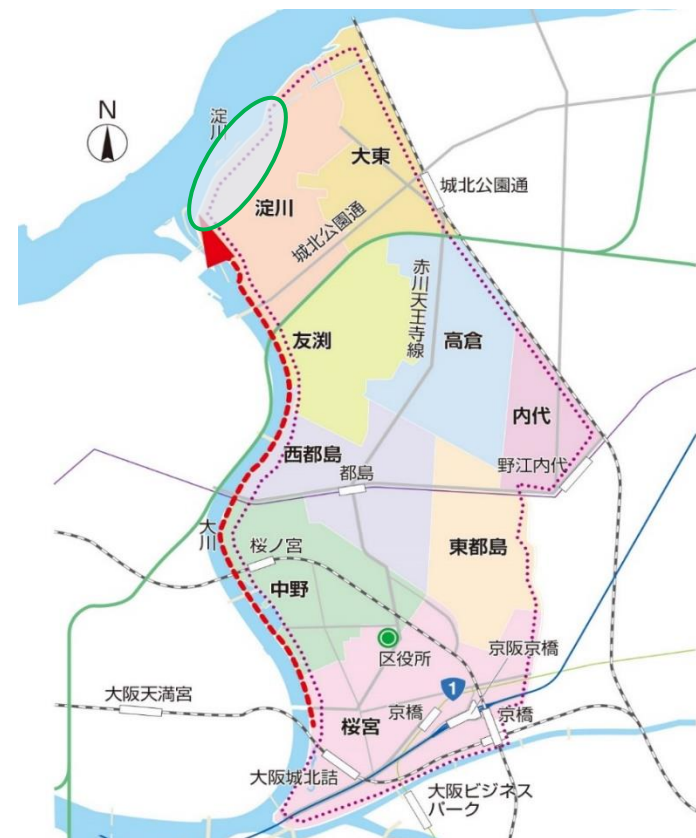 N
淀川
大東
城北公園通
淀川
城北公園通
赤川天王寺線
友渕
高倉
内代
西都島
都島
野江内代
大川
桜ノ宮
東都島
中野
区役所
京阪京橋
1
大阪天満宮
京橋
京橋
桜宮
大阪城北詰
大阪ビジネス
パーク